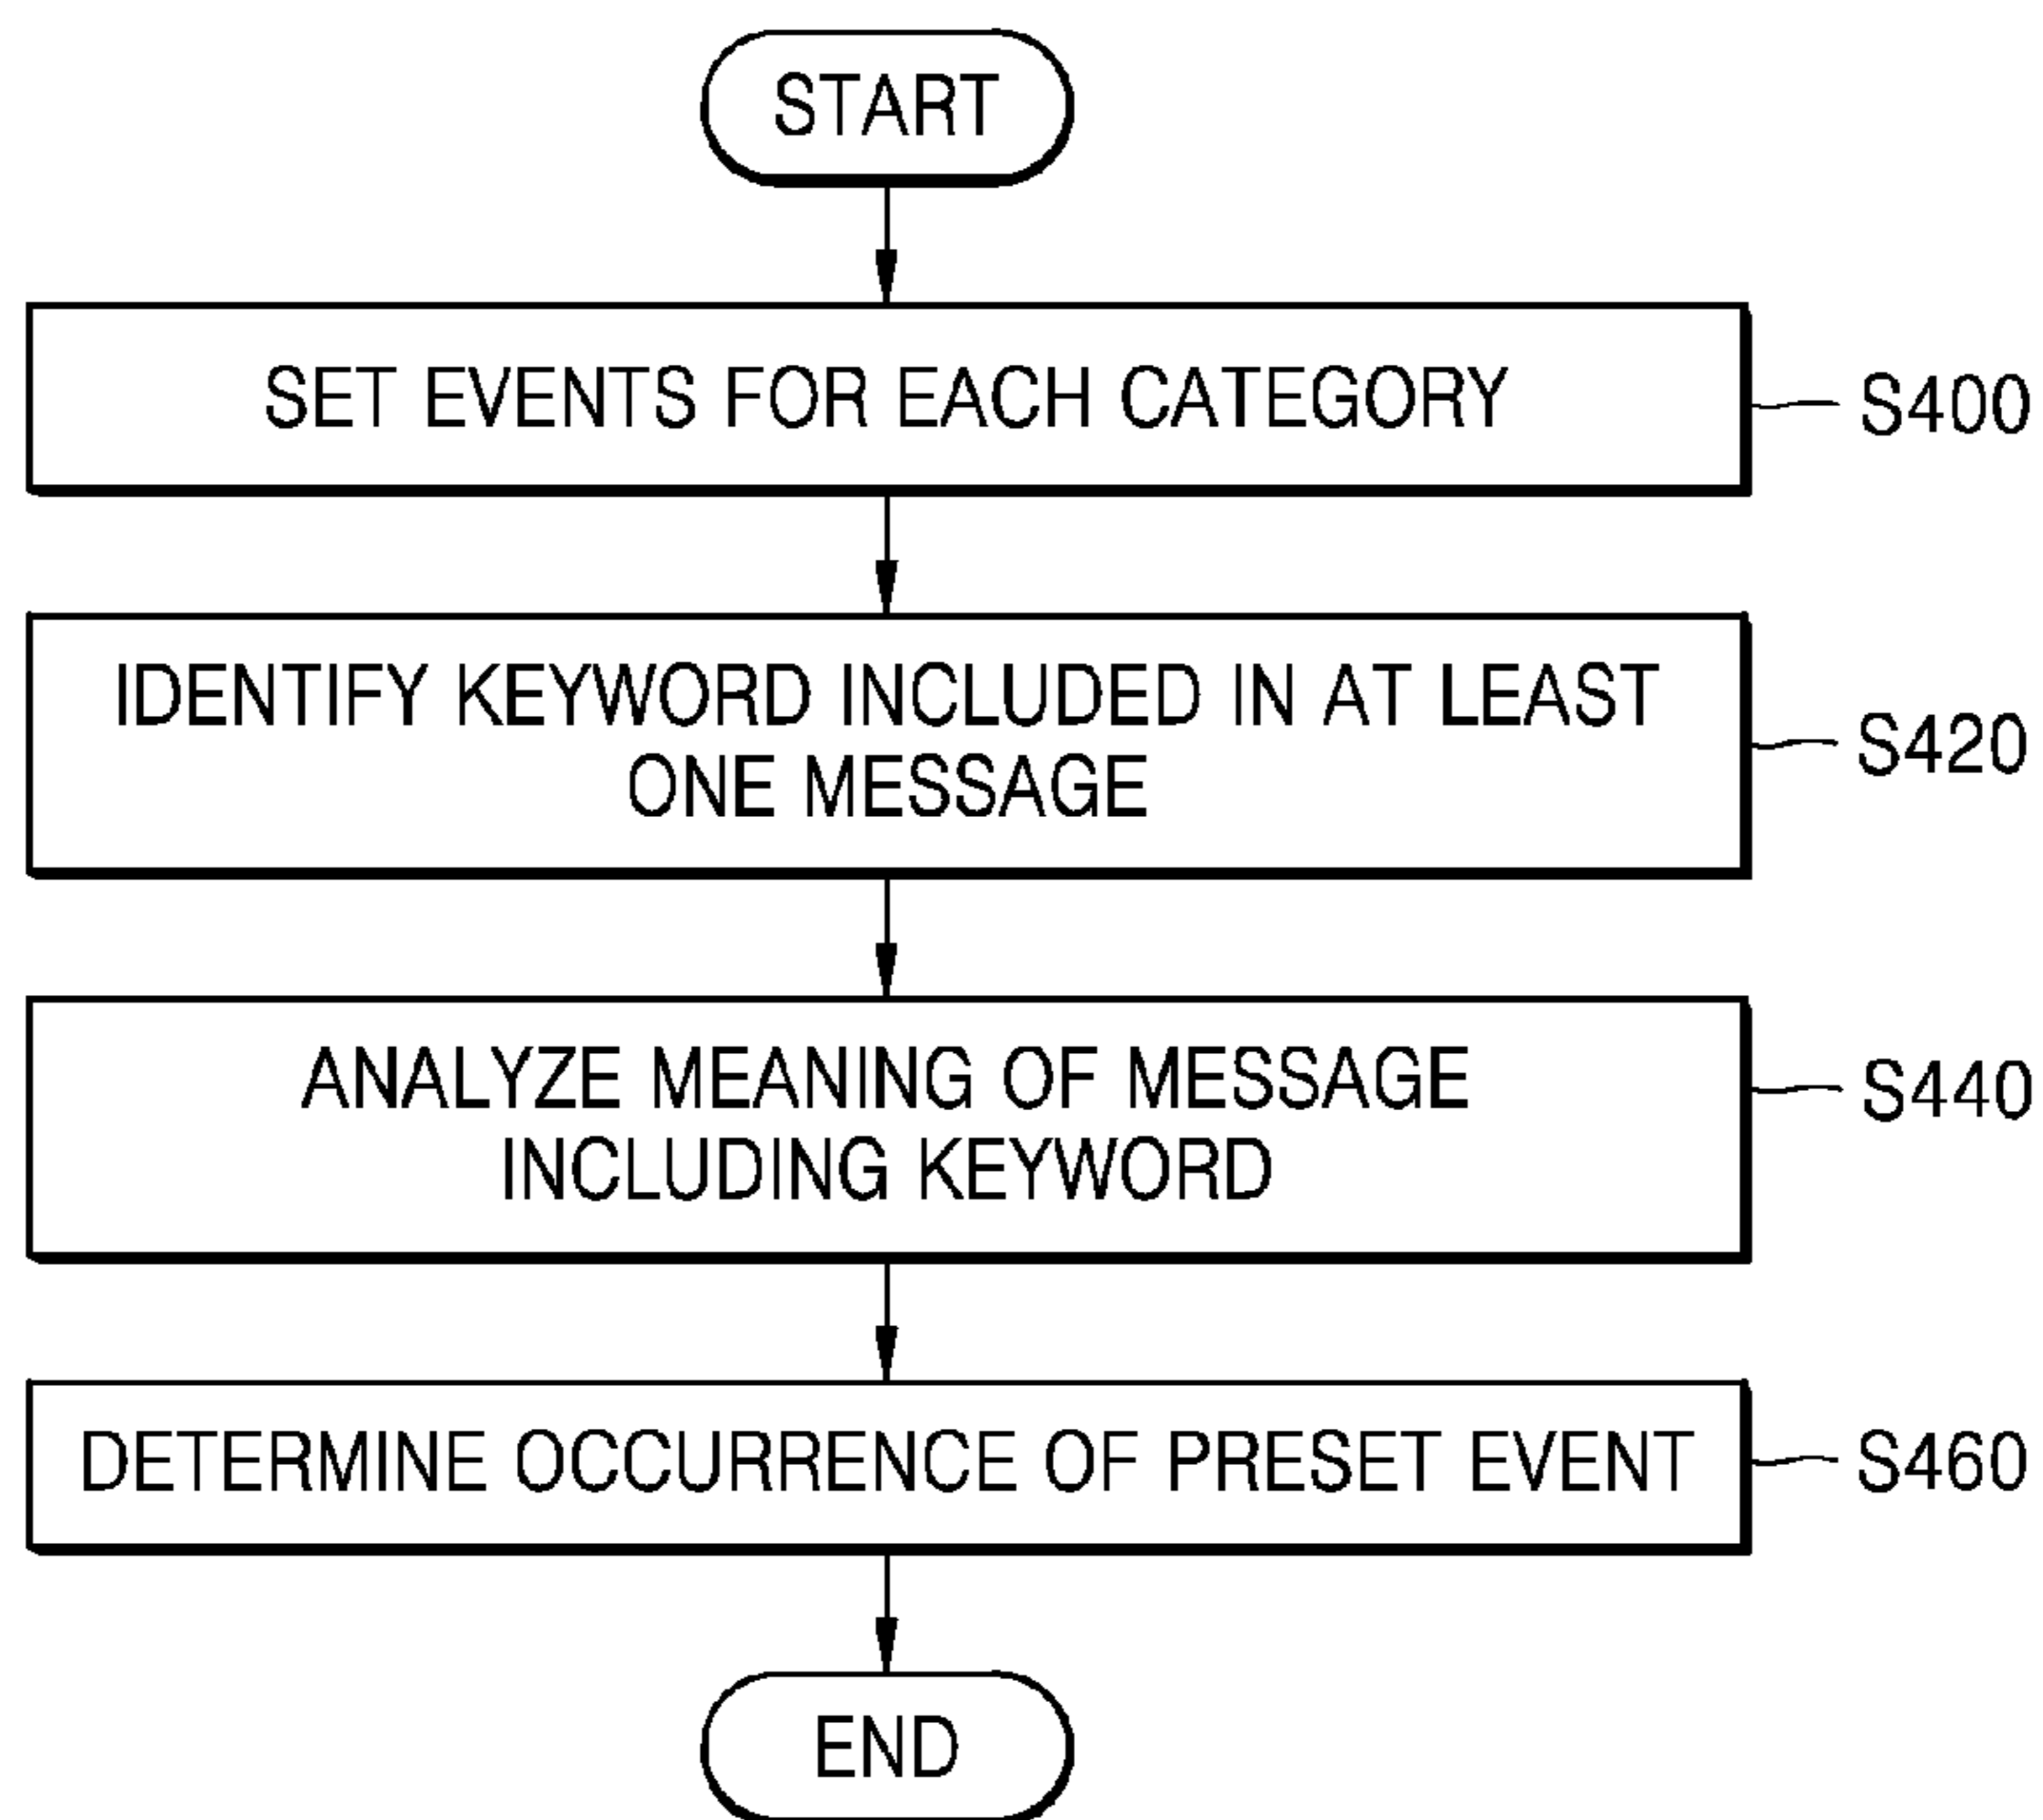 START
SET EVENTS FOR EACH CATEGORY
S400
IDENTIFY KEYWORD INCLUDED IN AT LEAST
ONE MESSAGE
S420
ANALYZE MEANING OF MESSAGE
INCLUDING KEYWORD
S440
DETERMINE OCCURRENCE OF PRESET EVENT
S460
END